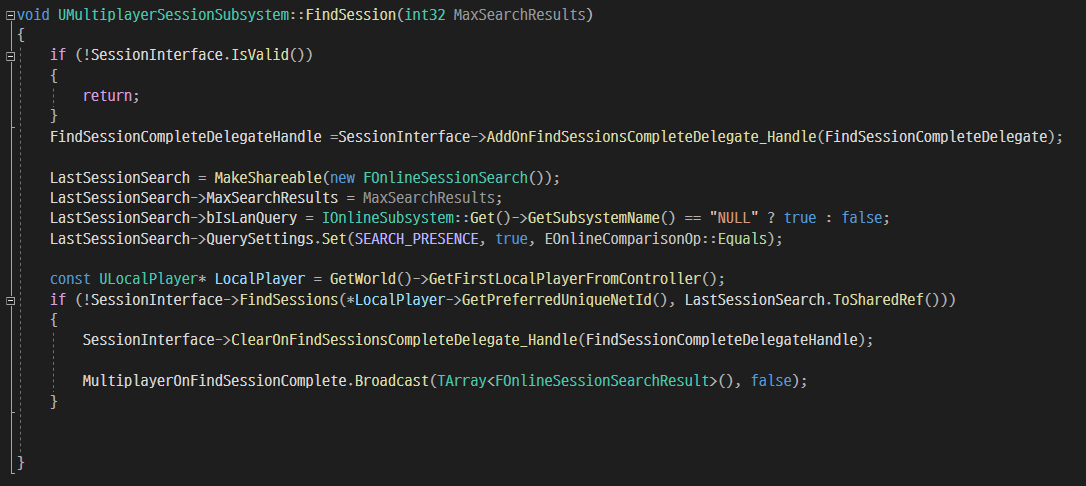 void UMultiplayerSessionSubsystem::FindSession(int32 MaxSearchResults)
{
    if (!SessionInterface.IsValid())
    {
        return;
    }
    FindSessionCompleteDelegateHandle =SessionInterface->AddOnFindSessionsCompleteDelegate_Handle(FindSessionCompleteDelegate);

    LastSessionSearch = MakeShareable(new FOnlineSessionSearch());
    LastSessionSearch->MaxSearchResults = MaxSearchResults;
    LastSessionSearch->bIsLanQuery = IOnlineSubsystem::Get()->GetSubsystemName() == "NULL" ? true : false;
    LastSessionSearch->QuerySettings.Set(SEARCH_PRESENCE, true, EOnlineComparisonOp::Equals);

    const ULocalPlayer* LocalPlayer = GetWorld()->GetFirstLocalPlayerFromController();
    if (!SessionInterface->FindSessions(*LocalPlayer->GetPreferredUniqueNetId(), LastSessionSearch.ToSharedRef()))
    {
        SessionInterface->ClearOnFindSessionsCompleteDelegate_Handle(FindSessionCompleteDelegateHandle);

        MultiplayerOnFindSessionComplete.Broadcast(TArray<FOnlineSessionSearchResult>(), false);
    }
}